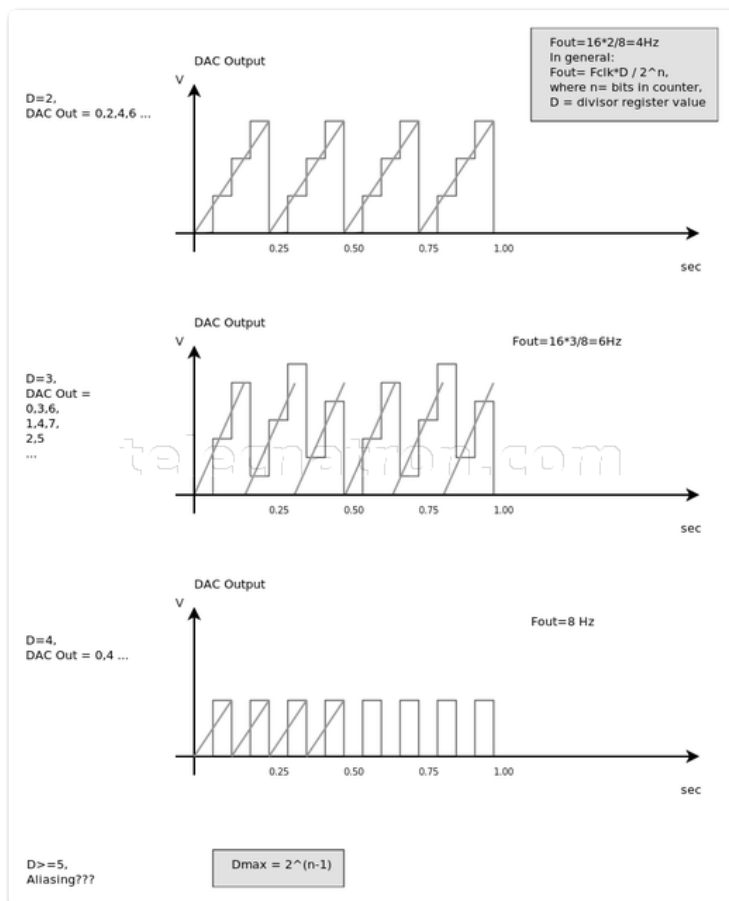 Fout=16*2/8=4Hz
In general:
Fout= Fclk*D / 2^n,
where n= bits in counter,
D = divisor register value
DAC Output
V
D=2,
DAC Out = 0,2,4,6 ...
0.25 0.50 0.75 1.00
sec
DAC Output
V
Fout=16*3/8=6Hz
D=3,
DAC Out =
0,3,6,
1,4,7,
2,5
...
telecnatron.com
0.25 0.50 0.75 1.00
sec
DAC Output
V
Fout=8 Hz
D=4,
DAC Out = 0,4 ...
0.25 0.50 0.75 1.00
sec
D>=5,
Aliasing???
Dmax = 2^(n-1)